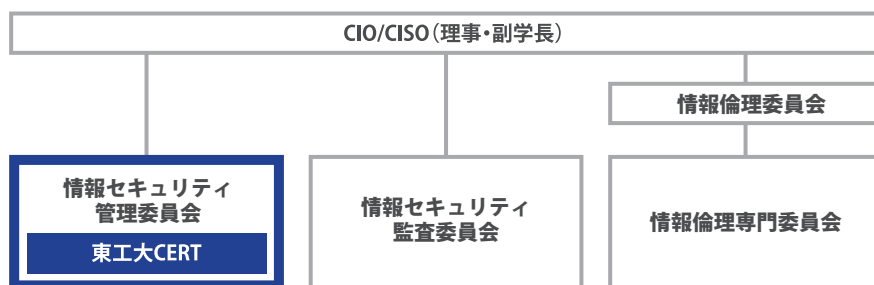 CIO/CISO（理事・副学長）
情報倫理委員会
情報セキュリティ
管理委員会
東工大CERT
情報セキュリティ
監査委員会
情報倫理専門委員会